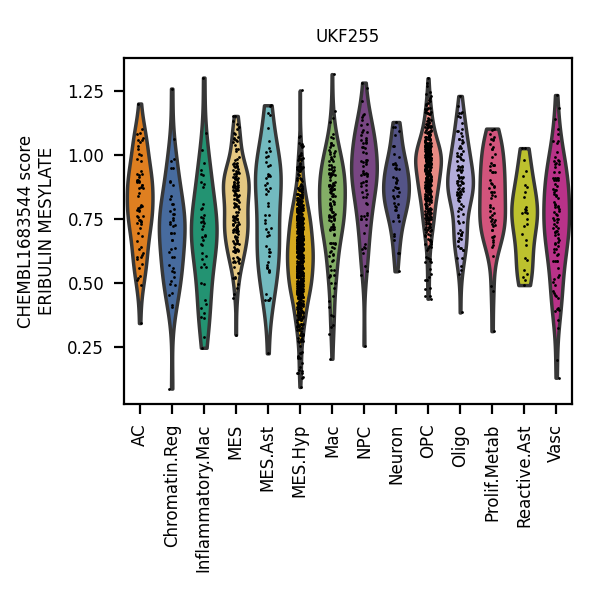 UKF255
CHEMBL1683544 score
ERIBULIN MESYLATE
1.25
1.00
0.75
0.50
0.25
AC
Chromatin.Reg
Inflammatory.Mac
MES
MES.Ast
MES.Hyp
Mac
NPC
Neuron
OPC
Oligo
Prolif.Metab
Reactive.Ast
Vasc